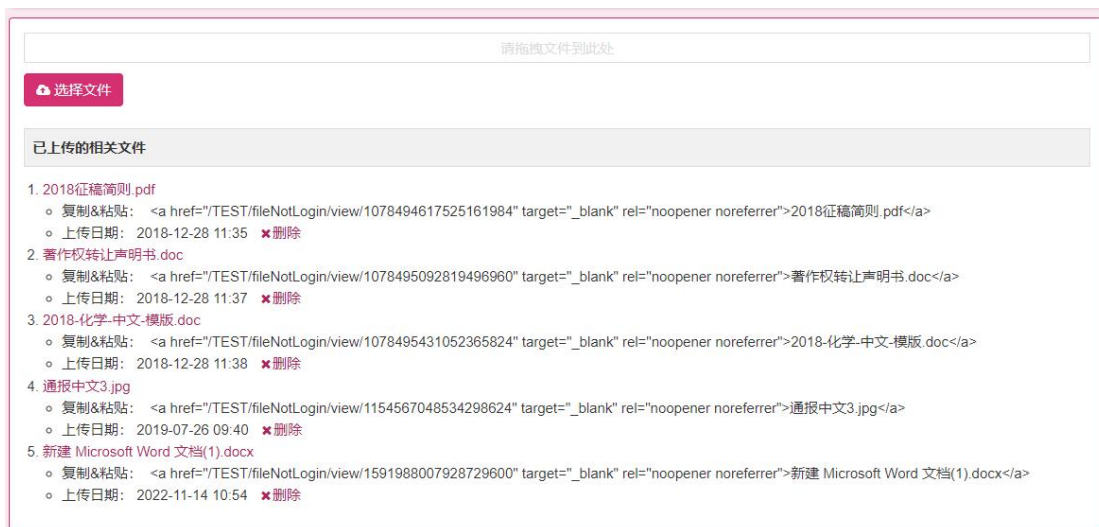 请拖拽文件到此处
选择文件
已上传的相关文件
1. 2018征稿简则.pdf
复制&粘贴： <a href="/TEST/fileNotLogin/view/1078494617525161984" target="_blank" rel="noopener noreferrer">2018征稿简则.pdf</a>
上传日期： 2018-12-28 11:35 ✖删除
2. 著作权转让声明书.doc
复制&粘贴： <a href="/TEST/fileNotLogin/view/1078495092819496960" target="_blank" rel="noopener noreferrer">著作权转让声明书.doc</a>
上传日期： 2018-12-28 11:37 ✖删除
3. 2018-化学-中文-模版.doc
复制&粘贴： <a href="/TEST/fileNotLogin/view/1078495431052365824" target="_blank" rel="noopener noreferrer">2018-化学-中文-模版.doc</a>
上传日期： 2018-12-28 11:38 ✖删除
4. 通报中文3.jpg
复制&粘贴： <a href="/TEST/fileNotLogin/view/1154567048534298624" target="_blank" rel="noopener noreferrer">通报中文3.jpg</a>
上传日期： 2019-07-26 09:40 ✖删除
5. 新建 Microsoft Word 文档(1).docx
复制&粘贴： <a href="/TEST/fileNotLogin/view/1591988007928729600" target="_blank" rel="noopener noreferrer">新建 Microsoft Word 文档(1).docx</a>
上传日期： 2022-11-14 10:54 ✖删除